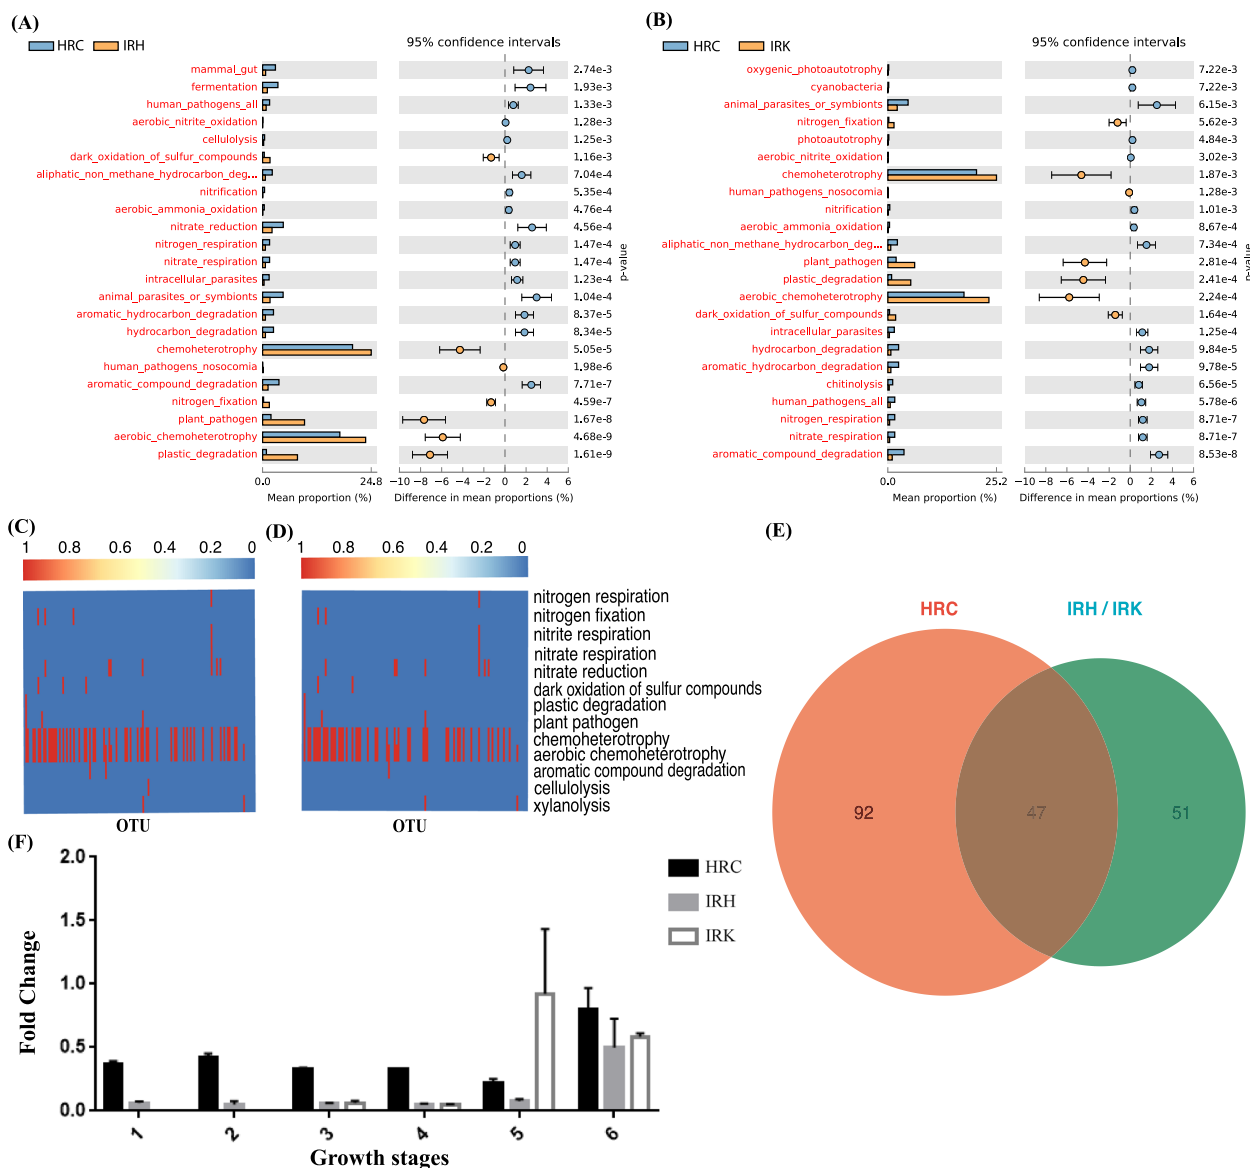 (A)
HRC IRH
95% confidence intervals
mammal_gut 2.74e-3
fermentation 1.93e-3
human_pathogens_all 1.33e-3
aerobic_nitrite_oxidation 1.28e-3
cellulolysis 1.25e-3
dark_oxidation_of_sulfur_compounds 1.16e-3
aliphatic_non_methane_hydrocarbon_deg... 7.04e-4
nitrification 5.35e-4
aerobic_ammonia_oxidation 4.76e-4
nitrate_reduction 4.56e-4
nitrogen_respiration 1.47e-4
nitrate_respiration 1.47e-4
intracellular_parasites 1.23e-4
animal_parasites_or_symbionts 1.04e-4
aromatic_hydrocarbon_degradation 8.37e-5
hydrocarbon_degradation 8.34e-5
chemoheterotrophy 5.05e-5
human_pathogens_nosocomia 1.98e-6
aromatic_compound_degradation 7.71e-7
nitrogen_fixation 4.59e-7
plant_pathogen 1.67e-8
aerobic_chemoheterotrophy 4.68e-9
plastic_degradation 1.61e-9
p-value
0.0 24.8 −10 −8 −6 −4 −2 0 2 4 6
Mean proportion (%) Difference in mean proportions (%)
(B)
HRC IRK
95% confidence intervals
oxygenic_photoautotrophy 7.22e-3
cyanobacteria 7.22e-3
animal_parasites_or_symbionts 6.15e-3
nitrogen_fixation 5.62e-3
photoautotrophy 4.84e-3
aerobic_nitrite_oxidation 3.02e-3
chemoheterotrophy 1.87e-3
human_pathogens_nosocomia 1.28e-3
nitrification 1.01e-3
aerobic_ammonia_oxidation 8.67e-4
aliphatic_non_methane_hydrocarbon_deg... 7.34e-4
plant_pathogen 2.81e-4
plastic_degradation 2.41e-4
aerobic_chemoheterotrophy 2.24e-4
dark_oxidation_of_sulfur_compounds 1.64e-4
intracellular_parasites 1.25e-4
hydrocarbon_degradation 9.84e-5
aromatic_hydrocarbon_degradation 9.78e-5
chitinolysis 6.56e-5
human_pathogens_all 5.78e-6
nitrogen_respiration 8.71e-7
nitrate_respiration 8.71e-7
aromatic_compound_degradation 8.53e-8
p-value
0.0 25.2 −10 −8 −6 −4 −2 0 2 4 6
Mean proportion (%) Difference in mean proportions (%)
(C)
1 0.8 0.6 0.4 0.2 0
OTU
(D)
1 0.8 0.6 0.4 0.2 0
nitrogen respiration
nitrogen fixation
nitrite respiration
nitrate respiration
nitrate reduction
dark oxidation of sulfur compounds
plastic degradation
plant pathogen
chemoheterotrophy
aerobic chemoheterotrophy
aromatic compound degradation
cellulolysis
xylanolysis
OTU
(E)
HRC IRH / IRK
92 47 51
(F)
2.0
1.5
1.0
0.5
0.0
Fold Change
1 2 3 4 5 6
Growth stages
HRC
IRH
IRK